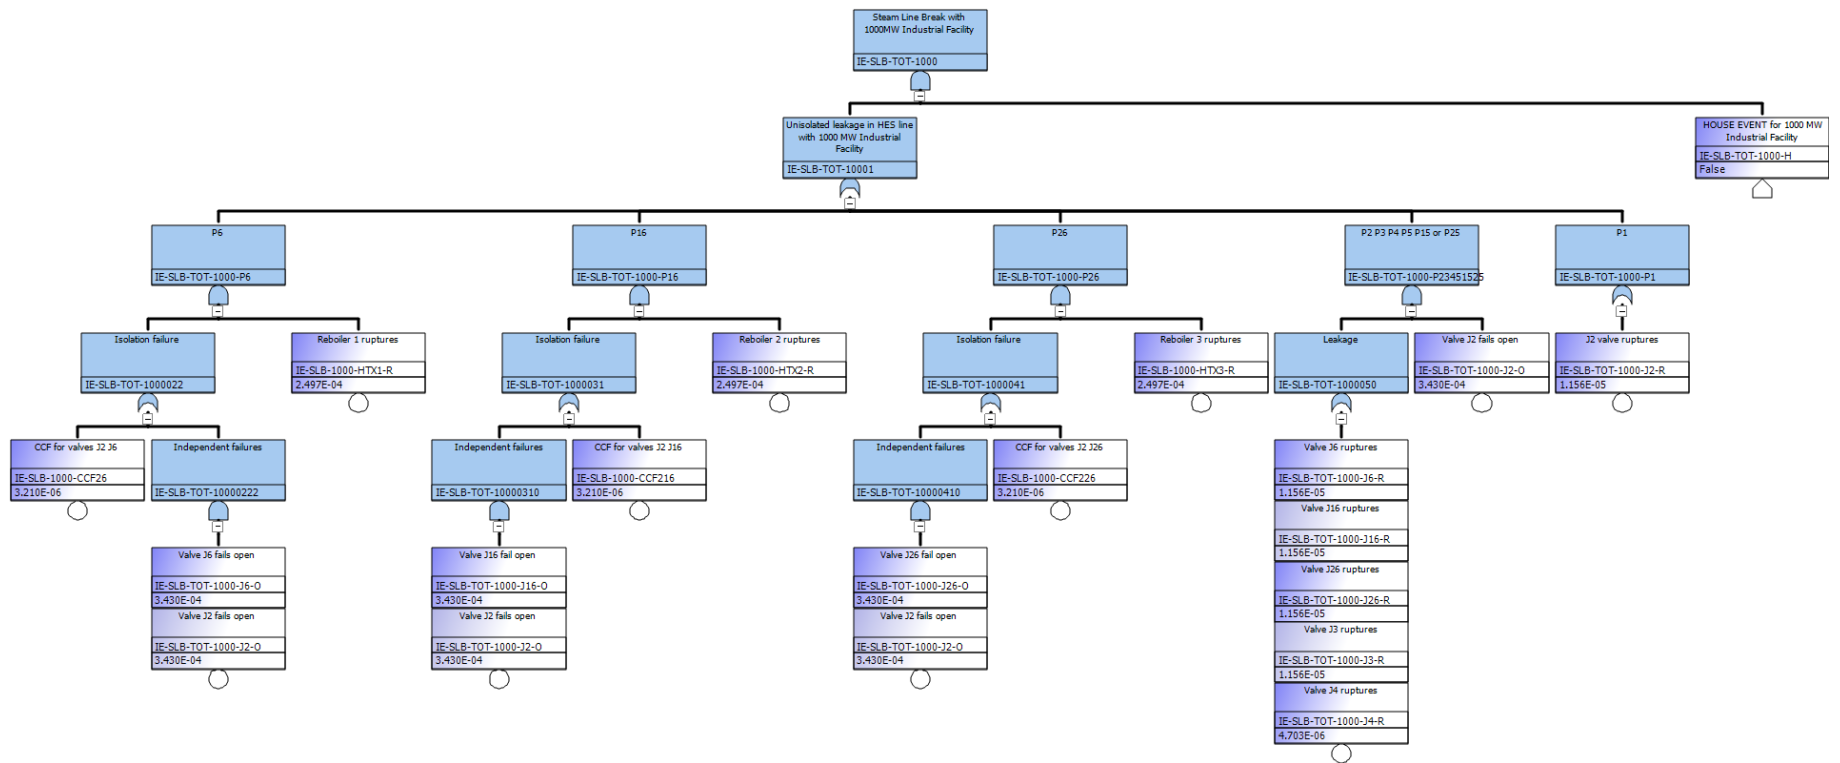 Steam Line Break with
1000MW Industrial Facility
IE-SLB-TOT-1000
Unisolated leakage in HES line
with 1000 MW Industrial
Facility
IE-SLB-TOT-10001
HOUSE EVENT for 1000 MW
Industrial Facility
IE-SLB-TOT-1000-H
False
P6
IE-SLB-TOT-1000-P6
P16
IE-SLB-TOT-1000-P16
P26
IE-SLB-TOT-1000-P26
P2 P3 P4 P5 P15 or P25
IE-SLB-TOT-1000-P23451525
P1
IE-SLB-TOT-1000-P1
Isolation failure
IE-SLB-TOT-1000022
Reboiler 1 ruptures
IE-SLB-1000-HTX1-R
2.497E-04
Isolation failure
IE-SLB-TOT-1000031
Reboiler 2 ruptures
IE-SLB-1000-HTX2-R
2.497E-04
Isolation failure
IE-SLB-TOT-1000041
Reboiler 3 ruptures
IE-SLB-1000-HTX3-R
2.497E-04
Leakage
IE-SLB-TOT-1000050
Valve J2 fails open
IE-SLB-TOT-1000-J2-O
3.430E-04
J2 valve ruptures
IE-SLB-TOT-1000-J2-R
1.156E-05
CCF for valves J2 J6
IE-SLB-1000-CCF26
3.210E-06
Independent failures
IE-SLB-TOT-10000222
Independent failures
IE-SLB-TOT-10000310
CCF for valves J2 J16
IE-SLB-1000-CCF216
3.210E-06
Independent failures
IE-SLB-TOT-10000410
CCF for valves J2 J26
IE-SLB-1000-CCF226
3.210E-06
Valve J6 ruptures
IE-SLB-TOT-1000-J6-R
1.156E-05
Valve J16 ruptures
IE-SLB-TOT-1000-J16-R
1.156E-05
Valve J26 ruptures
IE-SLB-TOT-1000-J26-R
1.156E-05
Valve J3 ruptures
IE-SLB-TOT-1000-J3-R
1.156E-05
Valve J4 ruptures
IE-SLB-TOT-1000-J4-R
4.703E-06
Valve J6 fails open
IE-SLB-TOT-1000-J6-O
3.430E-04
Valve J2 fails open
IE-SLB-TOT-1000-J2-O
3.430E-04
Valve J16 fail open
IE-SLB-TOT-1000-J16-O
3.430E-04
Valve J2 fails open
IE-SLB-TOT-1000-J2-O
3.430E-04
Valve J26 fail open
IE-SLB-TOT-1000-J26-O
3.430E-04
Valve J2 fails open
IE-SLB-TOT-1000-J2-O
3.430E-04